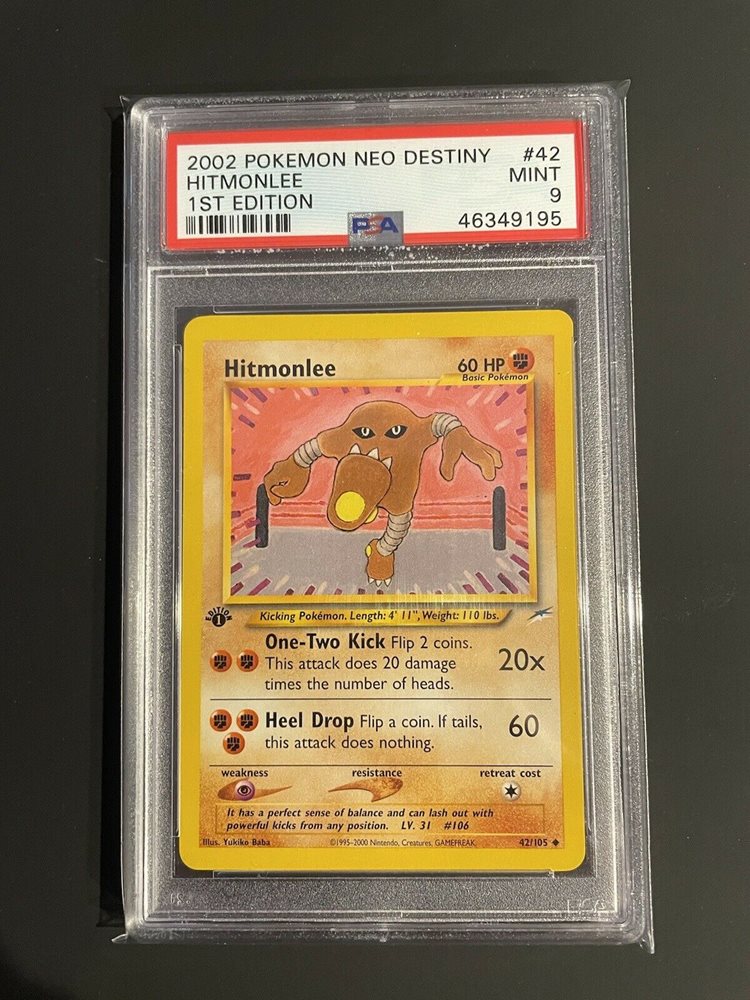 2002 POKEMON NEO DESTINY #42
HITMONLEE MINT
1ST EDITION 9
PSA 46349195
Hitmonlee 60 HP
Basic Pokémon
EDITION
1
Kicking Pokémon. Length: 4' 11", Weight: 110 lbs.
One-Two Kick Flip 2 coins.
This attack does 20 damage 20x
times the number of heads.
Heel Drop Flip a coin. If tails, 60
this attack does nothing.
weakness resistance retreat cost
It has a perfect sense of balance and can lash out with
powerful kicks from any position. LV. 31 #106
Illus. Yukiko Baba ©1995-2000 Nintendo, Creatures, GAMEFREAK. 42/105